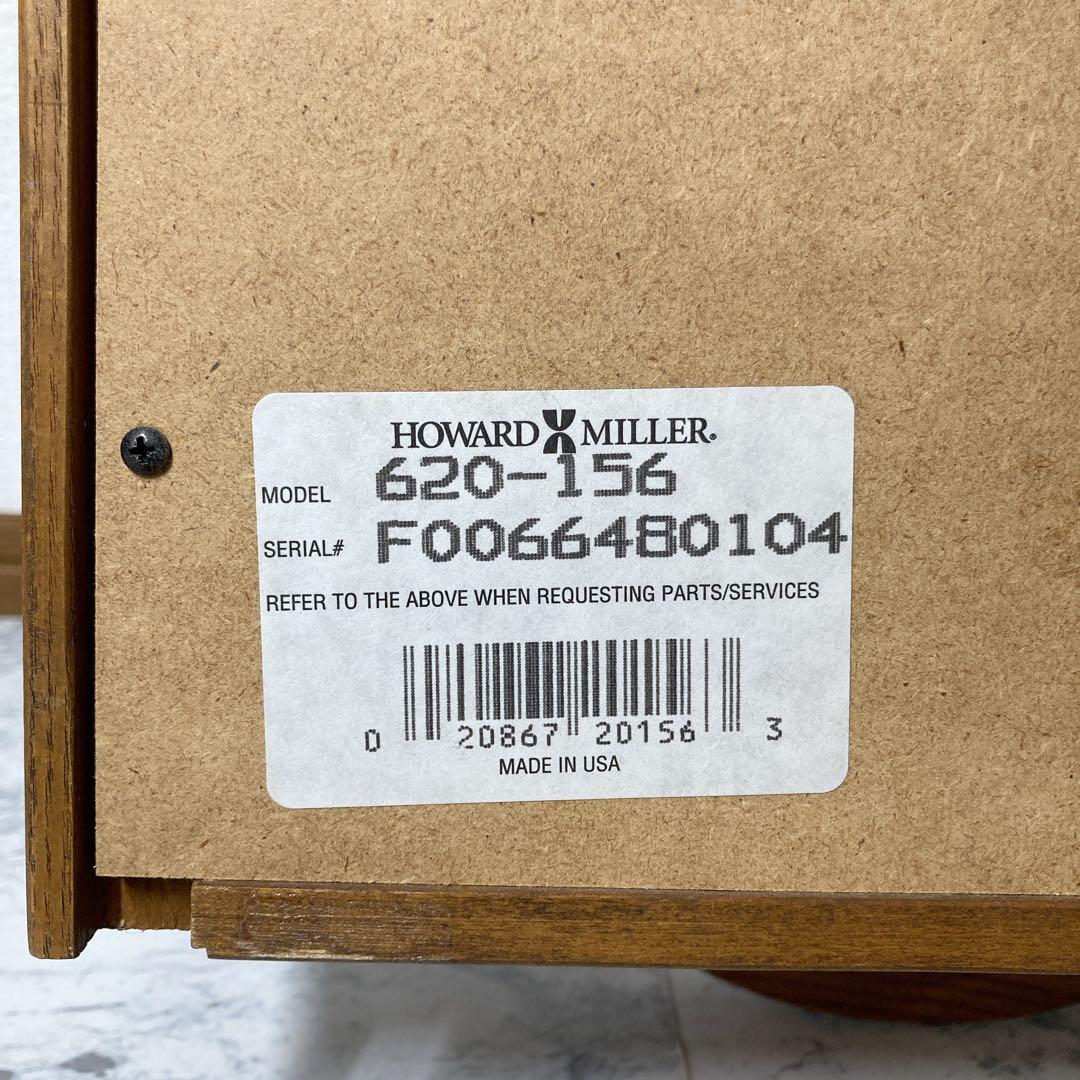 HOWARD MILLER.
MODEL 620-156
SERIAL# F0066480104
REFER TO THE ABOVE WHEN REQUESTING PARTS/SERVICES
0 20867 20156 3
MADE IN USA